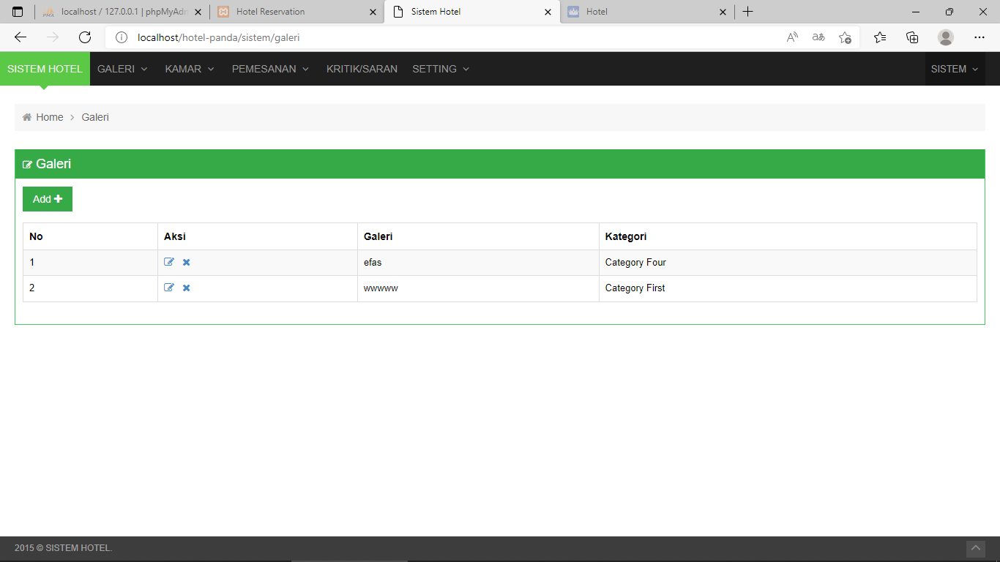 localhost / 127.0.0.1 | phpMyAdm
Hotel Reservation
Sistem Hotel
Hotel
localhost/hotel-panda/sistem/galeri
SISTEM HOTEL GALERI KAMAR PEMESANAN KRITIK/SARAN SETTING SISTEM
Home > Galeri
Galeri
Add +
No Aksi Galeri Kategori
1 efas Category Four
2 wwwww Category First
2015 © SISTEM HOTEL.